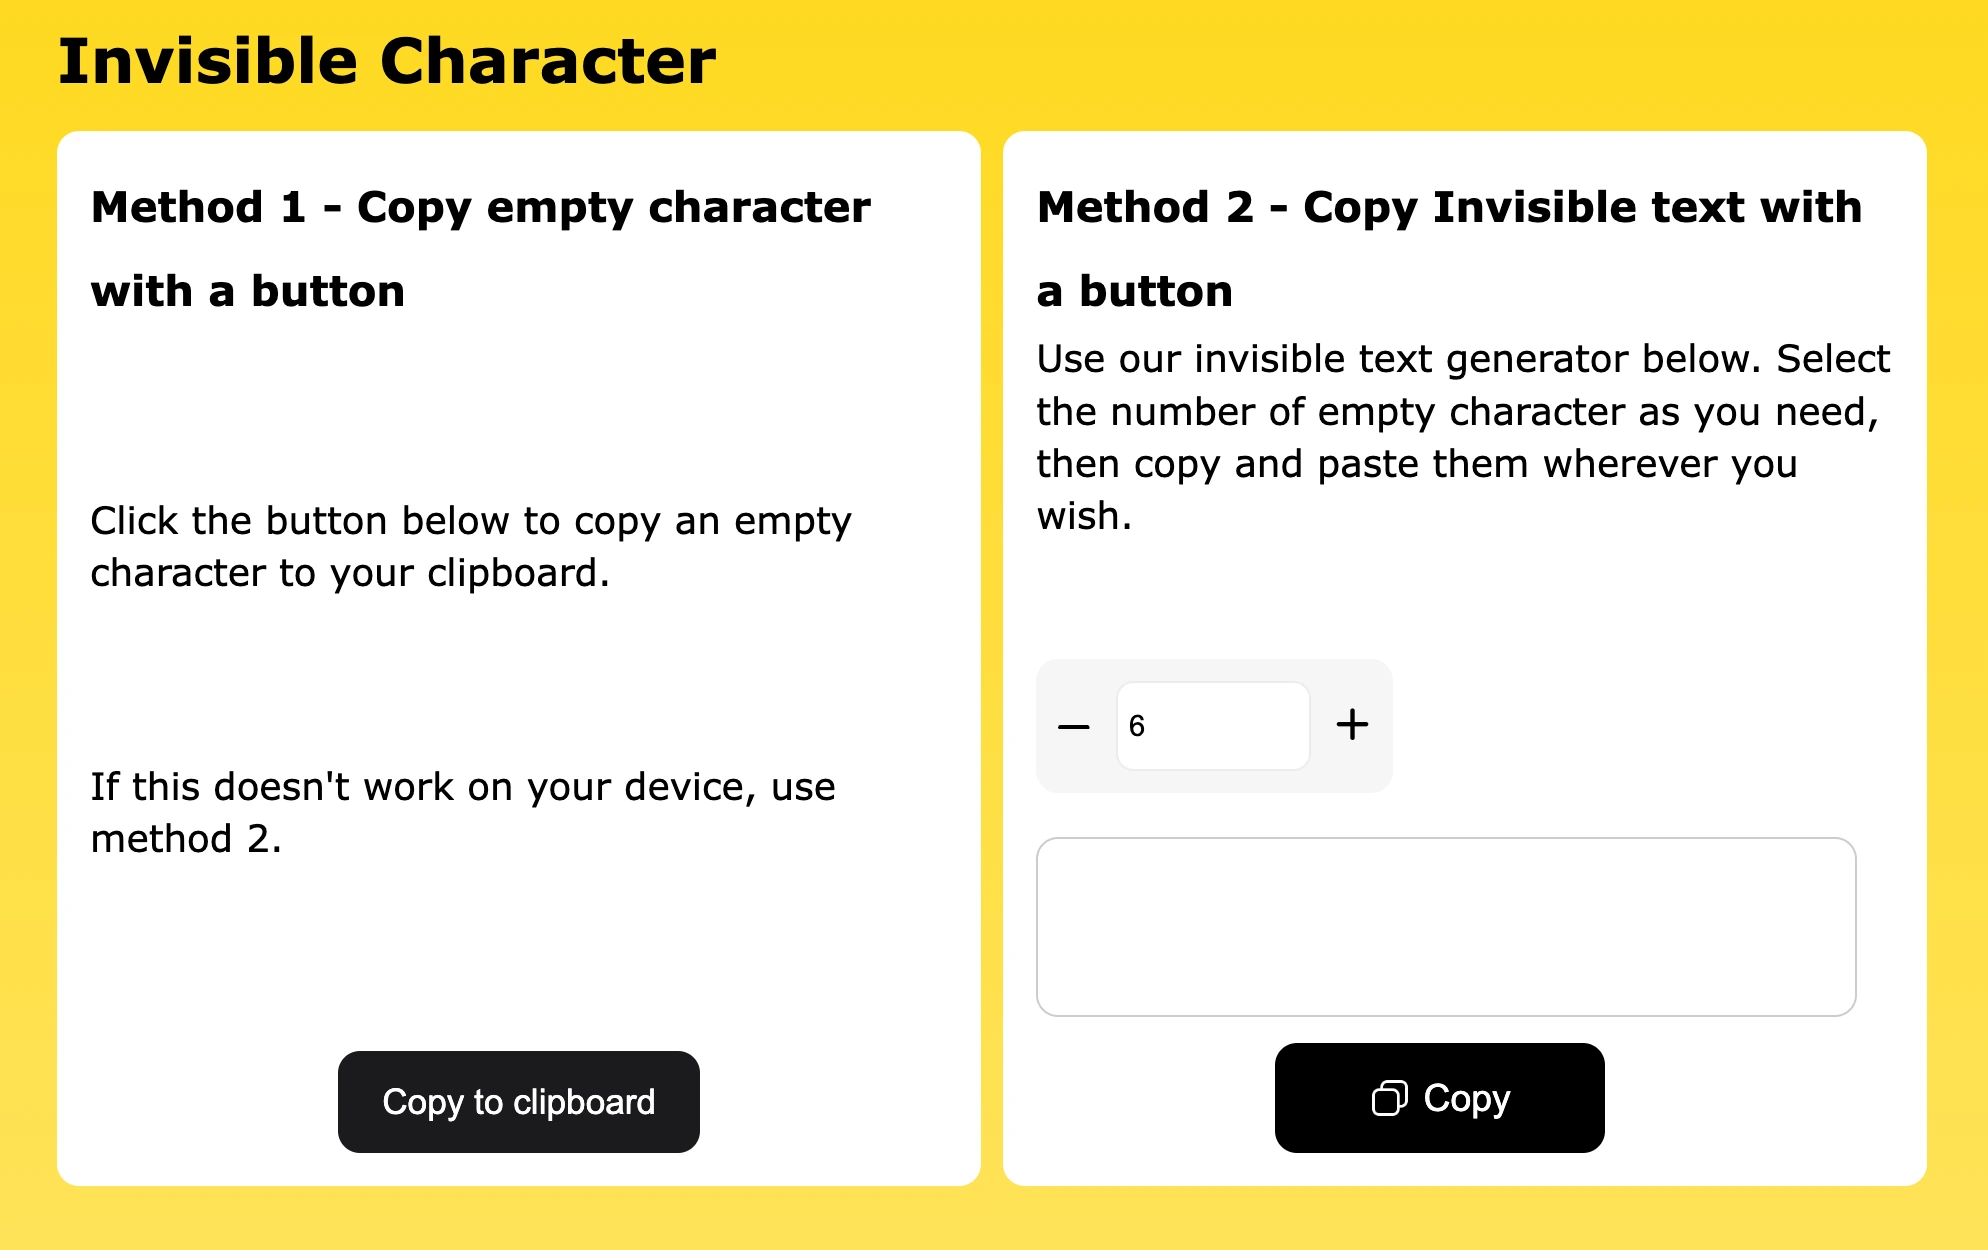 Invisible Character
Method 1 - Copy empty character
with a button
Click the button below to copy an empty
character to your clipboard.
If this doesn't work on your device, use
method 2.
Copy to clipboard
Method 2 - Copy Invisible text with
a button
Use our invisible text generator below. Select
the number of empty character as you need,
then copy and paste them wherever you
wish.
— 6 +
Copy